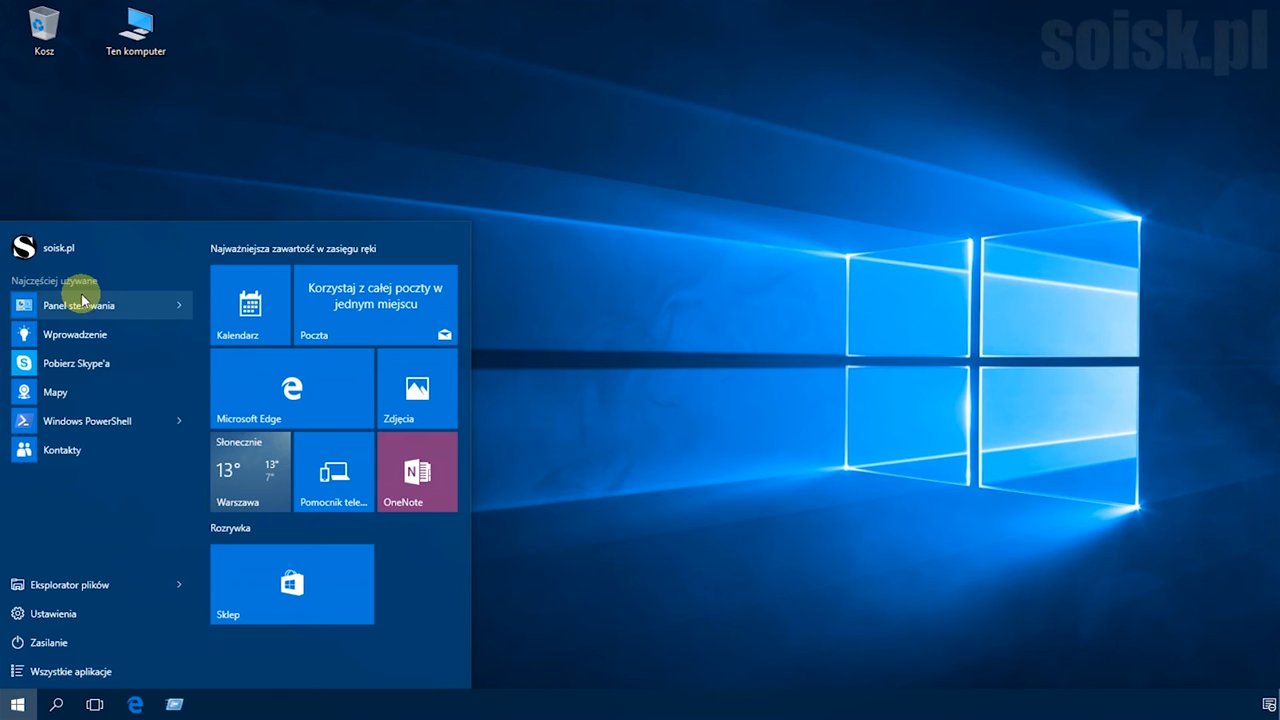 soisk.pl
Kosz
Ten komputer
soisk.pl
Najczęściej używane
Panel sterowania
Wprowadzenie
Pobierz Skype'a
Mapy
Windows PowerShell
Kontakty
Eksplorator plików
Ustawienia
Zasilanie
Wszystkie aplikacje
Najważniejsza zawartość w zasięgu ręki
Kalendarz
Korzystaj z całej poczty w
jednym miejscu
Poczta
Microsoft Edge
Zdjęcia
Słonecznie
13°
13°
7°
Warszawa
Pomocnik tele...
OneNote
Rozrywka
Sklep